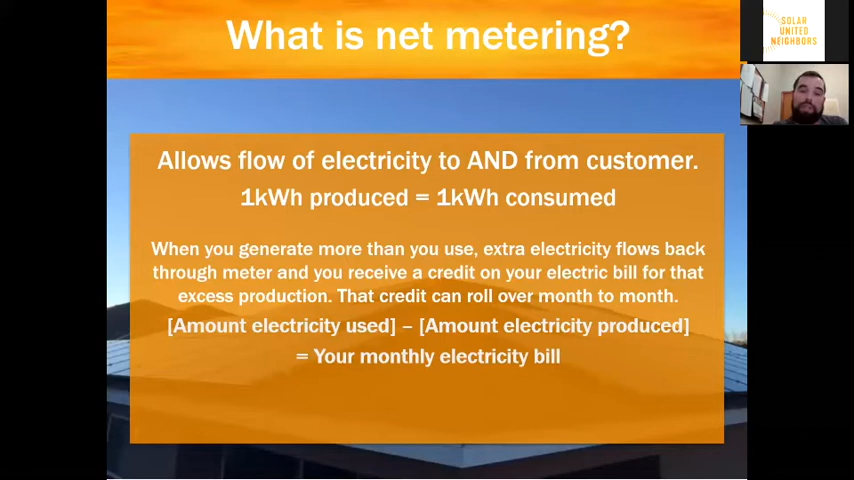 What is net metering?
SOLAR
UNITED
NEIGHBORS
Allows flow of electricity to AND from customer.
1kWh produced = 1kWh consumed
When you generate more than you use, extra electricity flows back
through meter and you receive a credit on your electric bill for that
excess production. That credit can roll over month to month.
[Amount electricity used] – [Amount electricity produced]
= Your monthly electricity bill